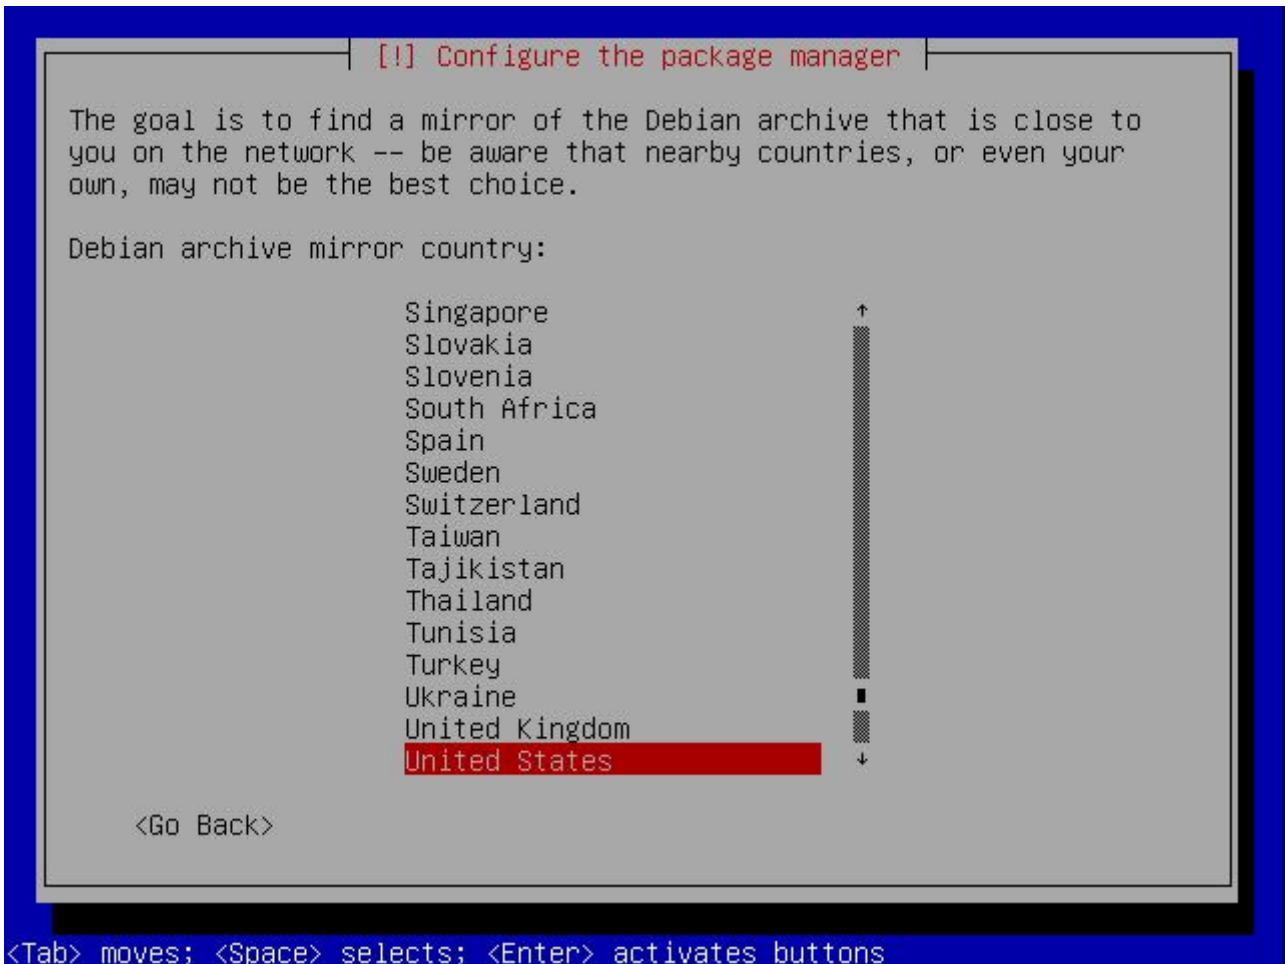 [!] Configure the package manager
The goal is to find a mirror of the Debian archive that is close to
you on the network -- be aware that nearby countries, or even your
own, may not be the best choice.
Debian archive mirror country:
Singapore
Slovakia
Slovenia
South Africa
Spain
Sweden
Switzerland
Taiwan
Tajikistan
Thailand
Tunisia
Turkey
Ukraine
United Kingdom
United States
<Go Back>
<Tab> moves; <Space> selects; <Enter> activates buttons